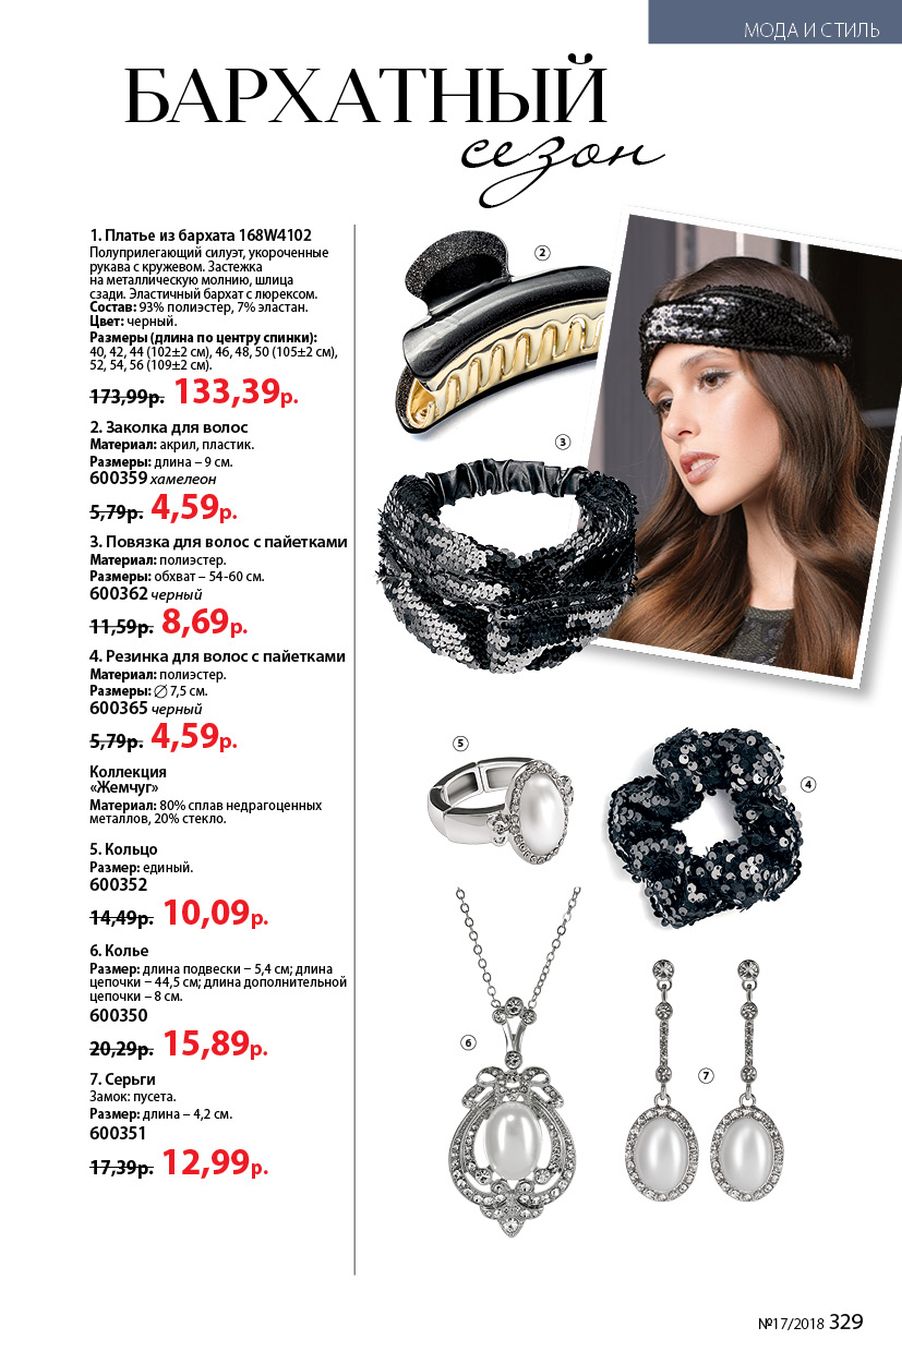 МОДА И СТИЛЬ
БАРХАТНЫЙ
сезон
1. Платье из бархата 168W4102
Полуприлегающий силуэт, укороченные
рукава с кружевом. Застежка
на металлическую молнию, шлица
сзади. Эластичный бархат с люрексом.
Состав: 93% полиэстер, 7% эластан.
Цвет: черный.
Размеры (длина по центру спинки):
40, 42, 44 (102±2 см), 46, 48, 50 (105±2 см),
52, 54, 56 (109±2 см).
173,99р. 133,39р.
2. Заколка для волос
Материал: акрил, пластик.
Размеры: длина – 9 см.
600359 хамелеон
5,79р. 4,59р.
3. Повязка для волос с пайетками
Материал: полиэстер.
Размеры: обхват – 54-60 см.
600362 черный
11,59р. 8,69р.
4. Резинка для волос с пайетками
Материал: полиэстер.
Размеры: ∅ 7,5 см.
600365 черный
5,79р. 4,59р.
Коллекция
«Жемчуг»
Материал: 80% сплав недрагоценных
металлов, 20% стекло.
5. Кольцо
Размер: единый.
600352
14,49р. 10,09р.
6. Колье
Размер: длина подвески – 5,4 см; длина
цепочки – 44,5 см; длина дополнительной
цепочки – 8 см.
600350
20,29р. 15,89р.
7. Серьги
Замок: пусета.
Размер: длина – 4,2 см.
600351
17,39р. 12,99р.
2
3
5
4
6
7
№17/2018 329